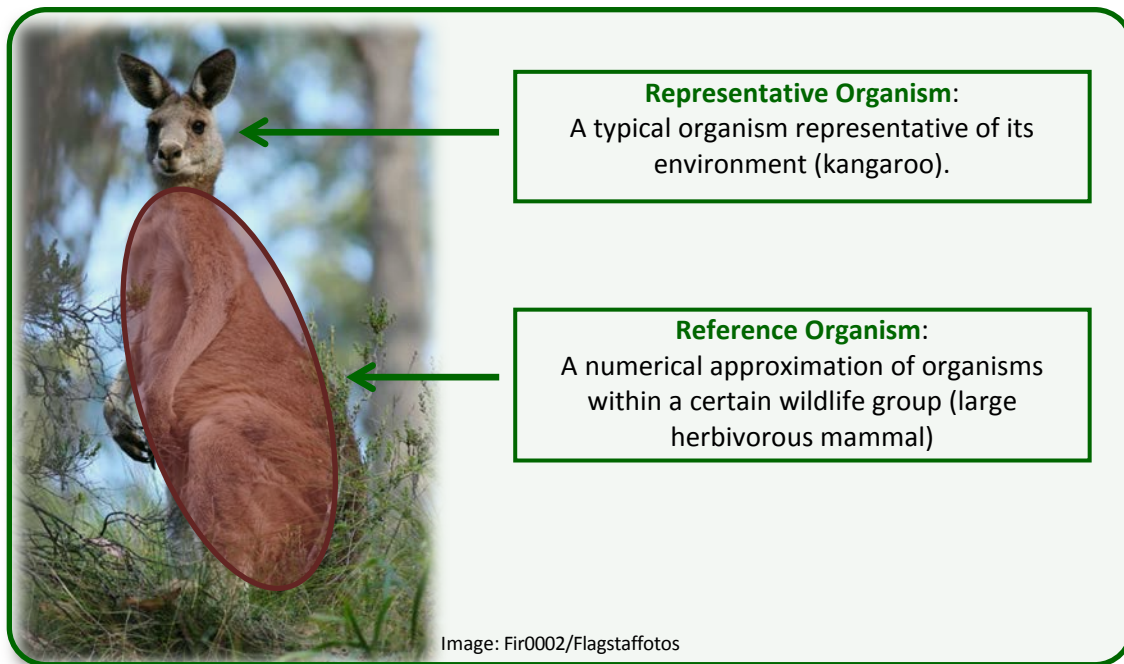 Representative Organism:
A typical organism representative of its
environment (kangaroo).
Reference Organism:
A numerical approximation of organisms
within a certain wildlife group (large
herbivorous mammal)
Image: Fir0002/Flagstaffotos